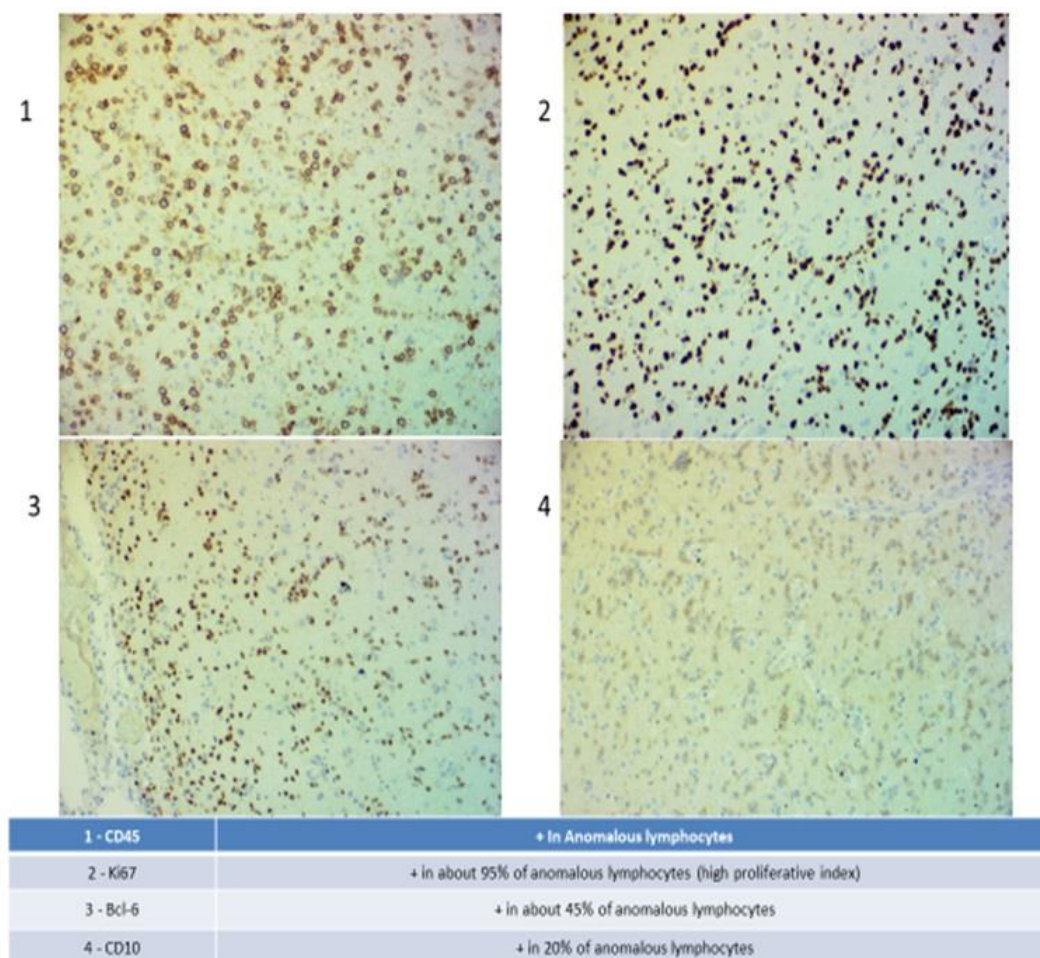 1
2
3
4
1 - CD45 + In Anomalous lymphocytes
2 - Ki67 + in about 95% of anomalous lymphocytes (high proliferative index)
3 - Bcl-6 + in about 45% of anomalous lymphocytes
4 - CD10 + in 20% of anomalous lymphocytes